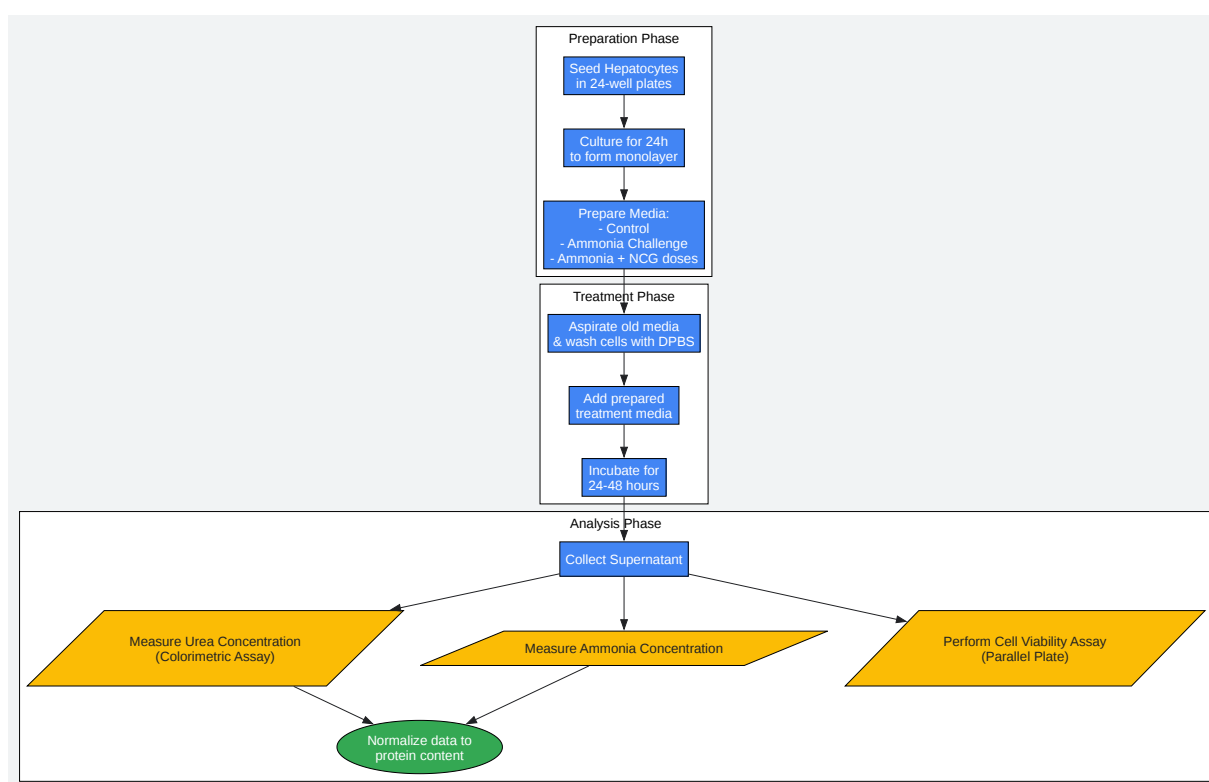 Preparation Phase
Seed Hepatocytes
in 24-well plates
Culture for 24h
to form monolayer
Prepare Media:
- Control
- Ammonia Challenge
- Ammonia + NCG doses
Treatment Phase
Aspirate old media
& wash cells with DPBS
Add prepared
treatment media
Incubate for
24-48 hours
Analysis Phase
Collect Supernatant
Measure Urea Concentration
(Colorimetric Assay)
Measure Ammonia Concentration
Perform Cell Viability Assay
(Parallel Plate)
Normalize data to
protein content